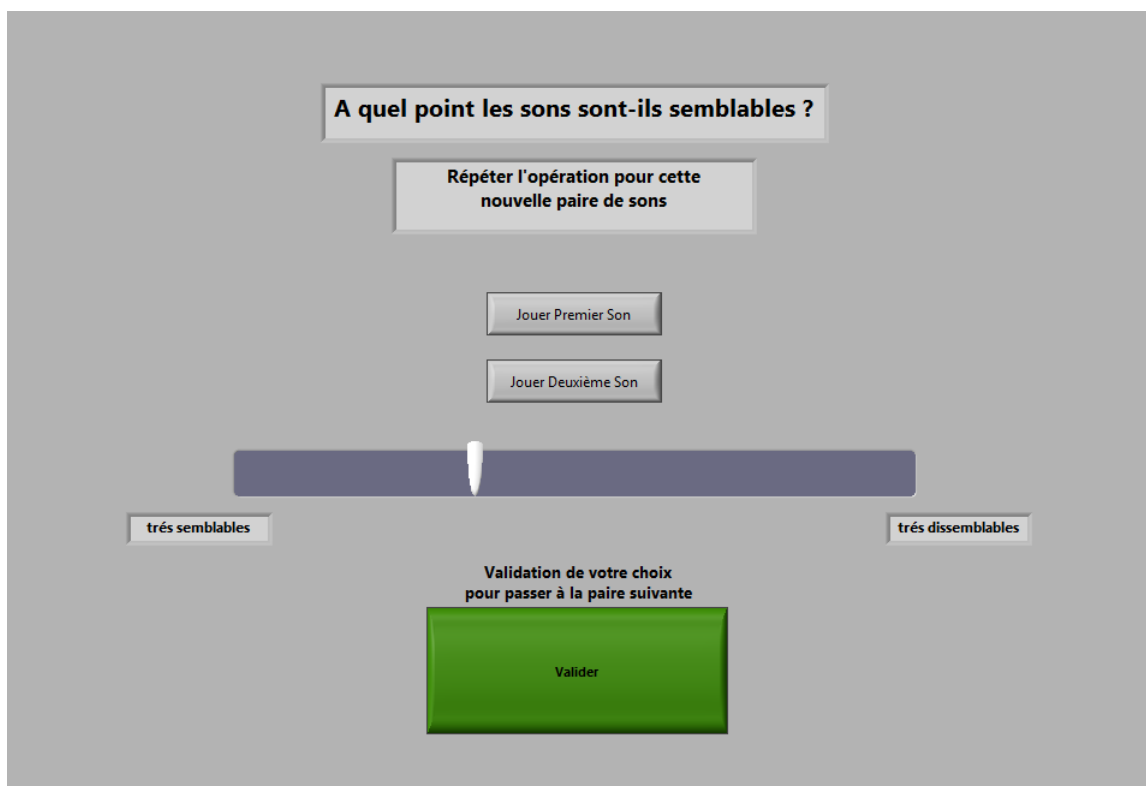 A quel point les sons sont-ils semblables ?
Répéter l'opération pour cette
nouvelle paire de sons
Jouer Premier Son
Jouer Deuxième Son
trés semblables
trés dissemblables
Validation de votre choix
pour passer à la paire suivante
Valider